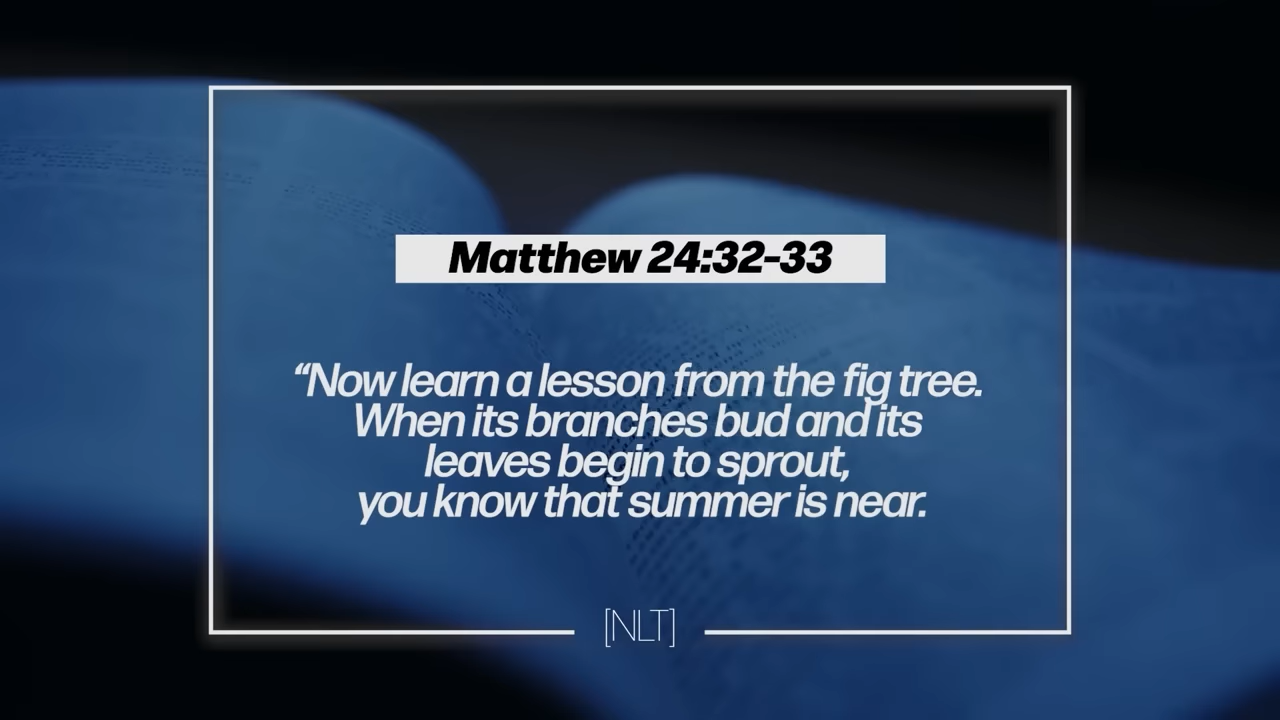 Matthew 24:32-33
“Now learn a lesson from the fig tree.
When its branches bud and its
leaves begin to sprout,
you know that summer is near.
[NLT]